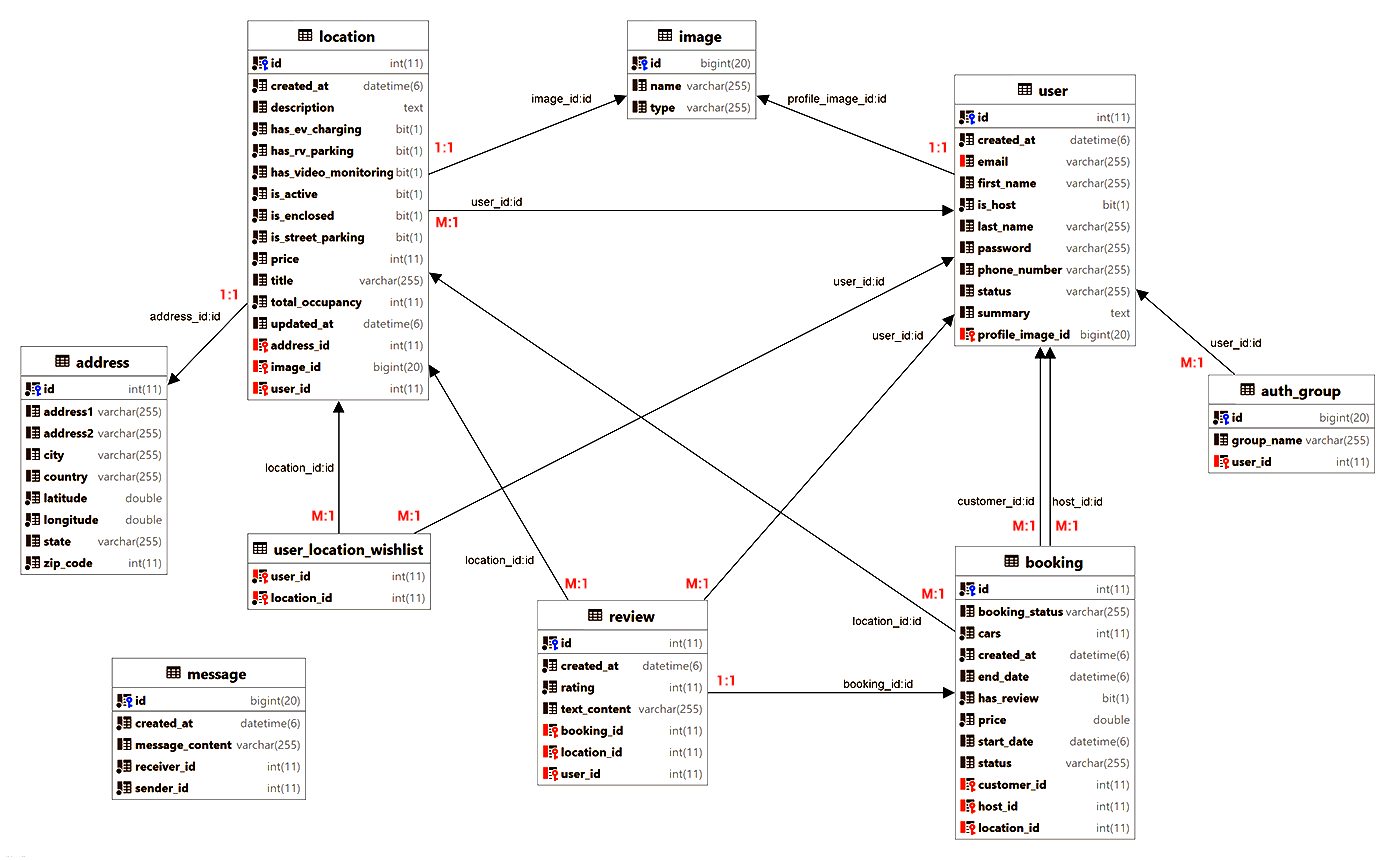 location
id int(11)
created_at datetime(6)
description text
has_ev_charging bit(1)
has_rv_parking bit(1)
has_video_monitoring bit(1)
is_active bit(1)
is_enclosed bit(1)
is_street_parking bit(1)
price int(11)
title varchar(255)
total_occupancy int(11)
updated_at datetime(6)
address_id int(11)
image_id bigint(20)
user_id int(11)
image
id bigint(20)
name varchar(255)
type varchar(255)
user
id int(11)
created_at datetime(6)
email varchar(255)
first_name varchar(255)
is_host bit(1)
last_name varchar(255)
password varchar(255)
phone_number varchar(255)
status varchar(255)
summary text
profile_image_id bigint(20)
image_id:id
1:1
profile_image_id:id
1:1
user_id:id
M:1
1:1
address_id:id
user_id:id
user_id:id
user_id:id
M:1
address
id int(11)
address1 varchar(255)
address2 varchar(255)
city varchar(255)
country varchar(255)
latitude double
longitude double
state varchar(255)
zip_code int(11)
auth_group
id bigint(20)
group_name varchar(255)
user_id int(11)
location_id:id
M:1
M:1
customer_id:id
host_id:id
M:1
M:1
user_location_wishlist
user_id int(11)
location_id int(11)
location_id:id
M:1
M:1
M:1
location_id:id
review
id int(11)
created_at datetime(6)
rating int(11)
text_content varchar(255)
booking_id int(11)
location_id int(11)
user_id int(11)
1:1
booking_id:id
booking
id int(11)
booking_status varchar(255)
cars int(11)
created_at datetime(6)
end_date datetime(6)
has_review bit(1)
price double
start_date datetime(6)
status varchar(255)
customer_id int(11)
host_id int(11)
location_id int(11)
message
id bigint(20)
created_at datetime(6)
message_content varchar(255)
receiver_id int(11)
sender_id int(11)